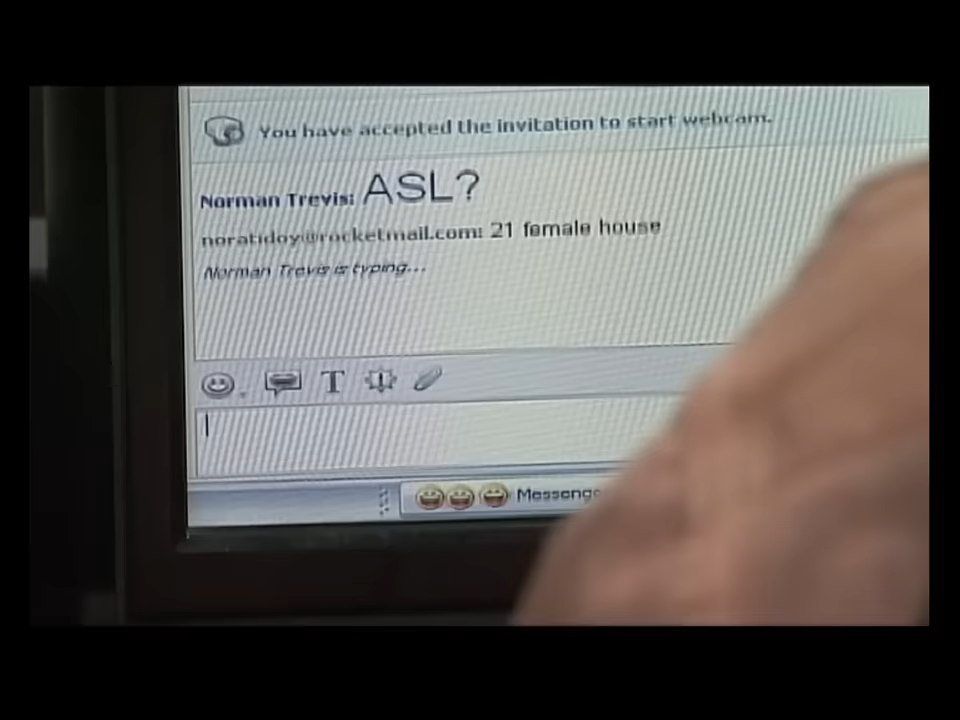 You have accepted the invitation to start webcam.
Norman Trevis: ASL?
noratidoy@rocketmail.com: 21 female house
Norman Trevis is typing...
T